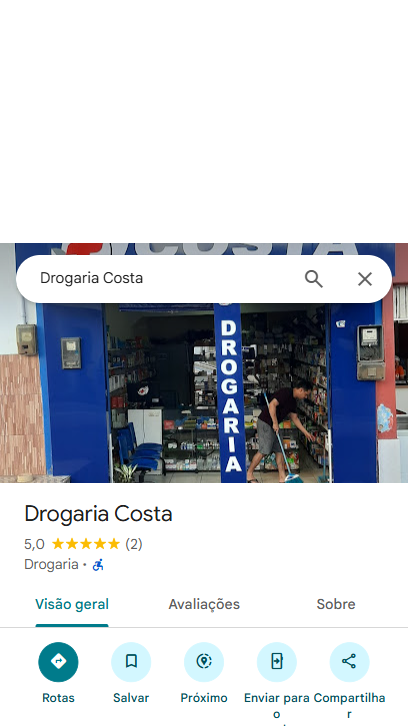 COSTA
Drogaria Costa
DROGARIA
Drogaria Costa
5,0 (2)
Drogaria •
Visão geral Avaliações Sobre
Rotas Salvar Próximo Enviar para Compartilha
o r